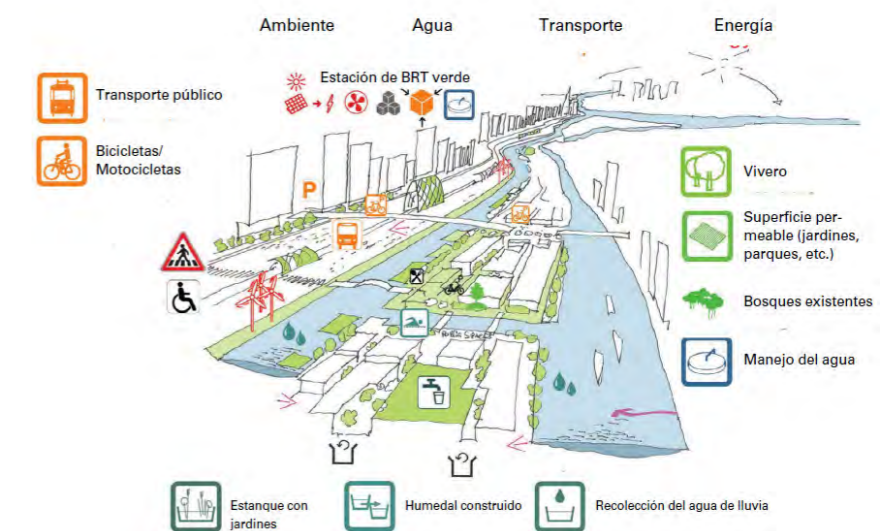 Ambiente
Agua
Transporte
Energía
Estación de BRT verde
Transporte público
Bicicletas/
Motocicletas
P
Vivero
Superficie per-
meable (jardines,
parques, etc.)
Bosques existentes
Manejo del agua
Estanque con
jardines
Humedal construido
Recolección del agua de lluvia